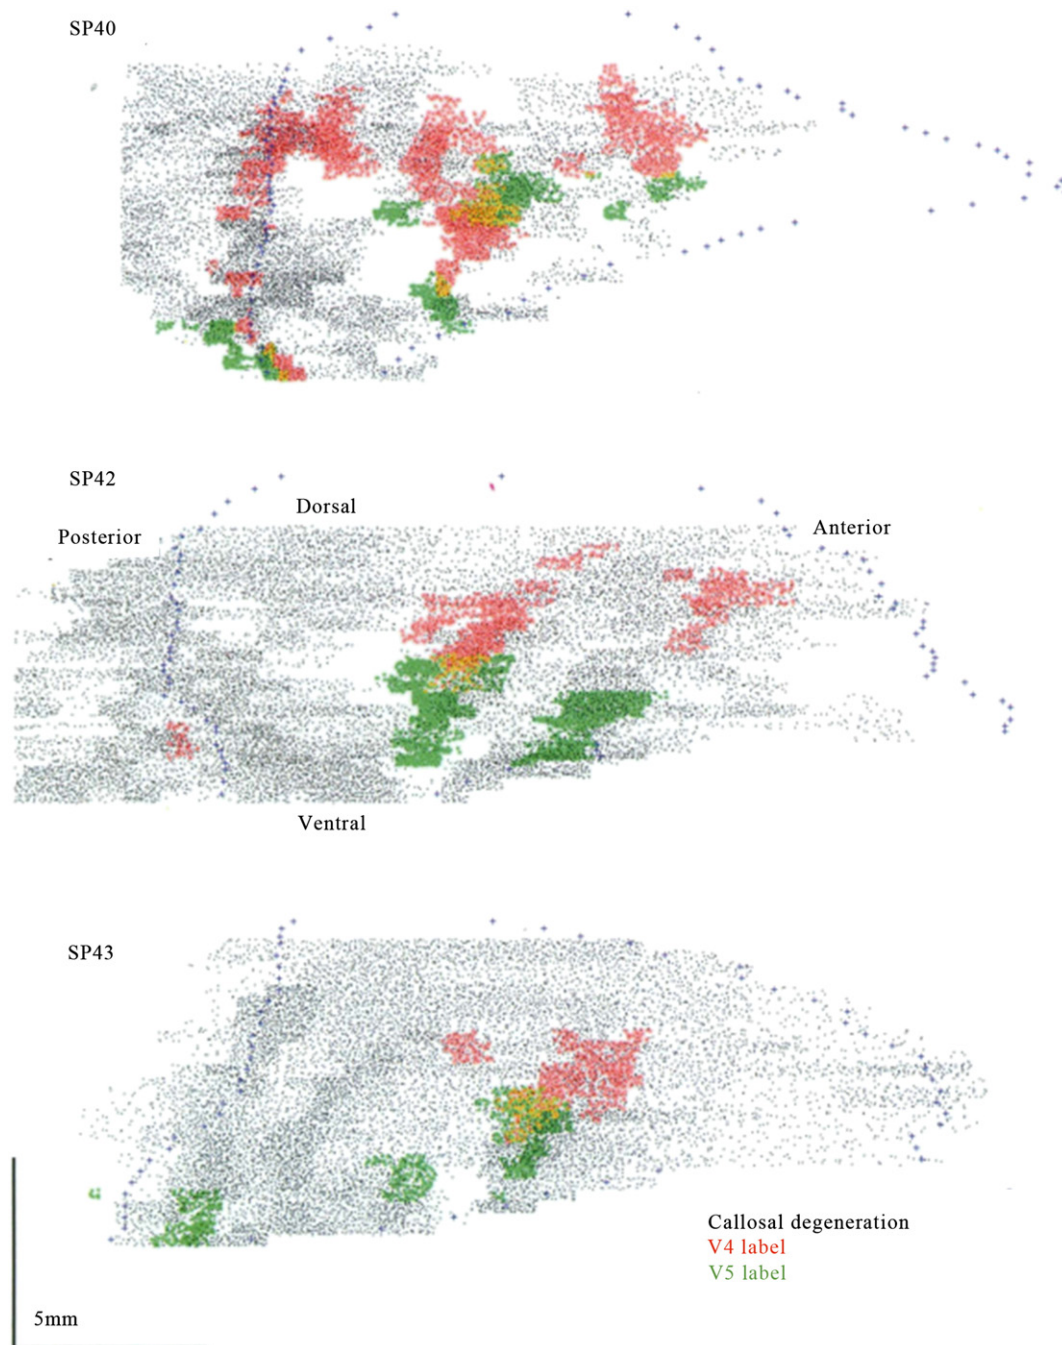 SP40
SP42
Dorsal
Posterior
Anterior
Ventral
SP43
Callosal degeneration
V4 label
V5 label
5mm